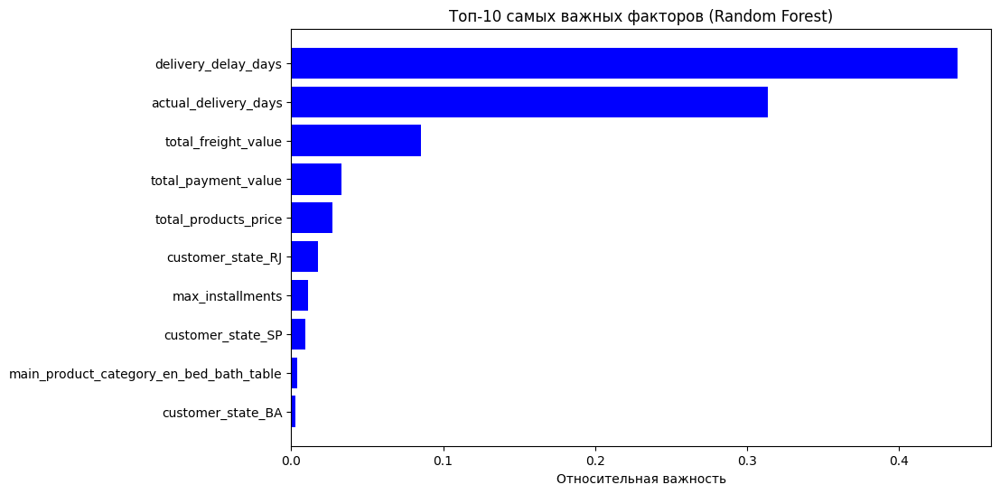 Топ-10 самых важных факторов (Random Forest)
delivery_delay_days
actual_delivery_days
total_freight_value
total_payment_value
total_products_price
customer_state_RJ
max_installments
customer_state_SP
main_product_category_en_bed_bath_table
customer_state_BA
0.0 0.1 0.2 0.3 0.4
Относительная важность